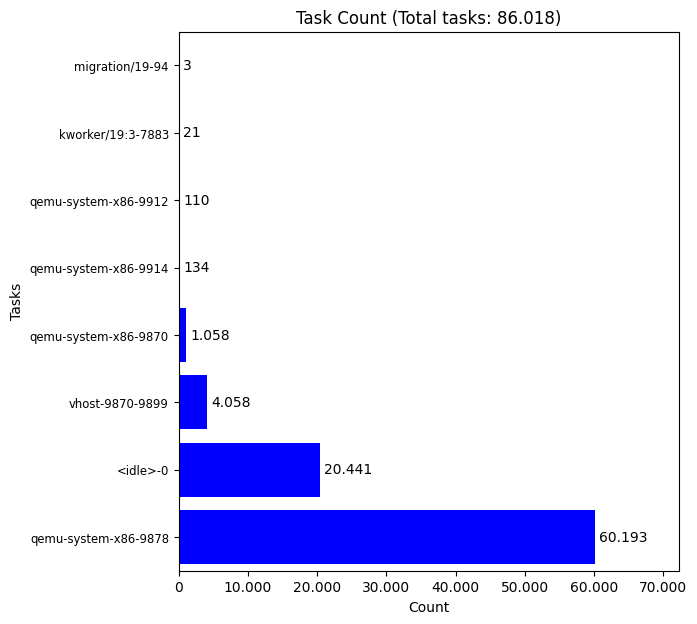 Task Count (Total tasks: 86.018)
migration/19-94 3
kworker/19:3-7883 21
qemu-system-x86-9912 110
qemu-system-x86-9914 134
qemu-system-x86-9870 1.058
vhost-9870-9899 4.058
<idle>-0 20.441
qemu-system-x86-9878 60.193
Tasks
0 10.000 20.000 30.000 40.000 50.000 60.000 70.000
Count